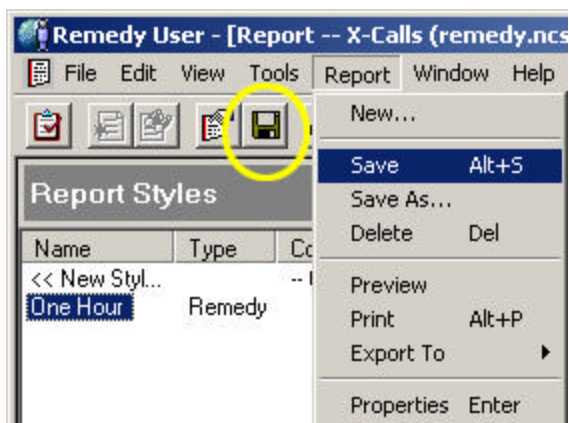 Remedy User - [Report -- X-Calls (remedy.ncs
File Edit View Tools Report Window Help
New...
Save Alt+S
Report Styles
Save As...
Delete Del
Name Type Co
<< New Styl... --
Preview
One Hour Remedy
Print Alt+P
Export To
Properties Enter